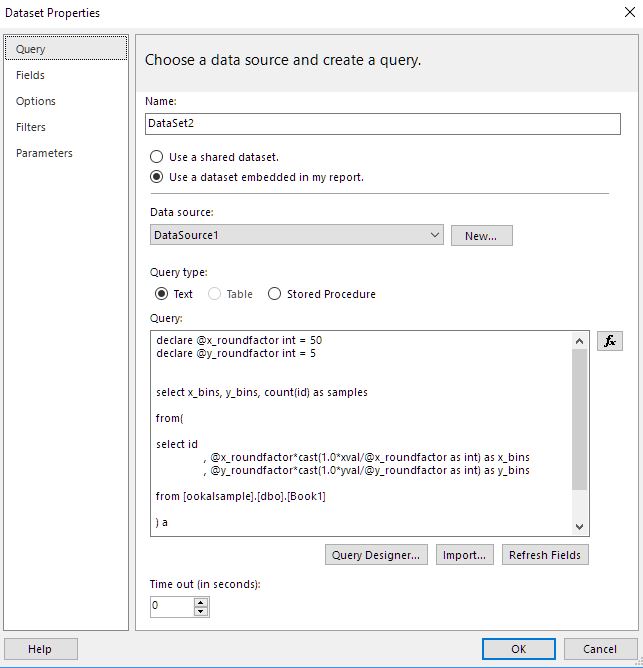 Dataset Properties
Query
Fields
Options
Filters
Parameters
Choose a data source and create a query.
Name:
DataSet2
Use a shared dataset.
Use a dataset embedded in my report.
Data source:
DataSource1
New...
Query type:
Text
Table
Stored Procedure
Query:
declare @x_roundfactor int = 50
declare @y_roundfactor int = 5
select x_bins, y_bins, count(id) as samples
from(
select id
, @x_roundfactor*cast(1.0*xval/@x_roundfactor as int) as x_bins
, @y_roundfactor*cast(1.0*yval/@y_roundfactor as int) as y_bins
from [ookalsample].[dbo].[Book1]
) a
fx
Query Designer...
Import...
Refresh Fields
Time out (in seconds):
0
Help
OK
Cancel